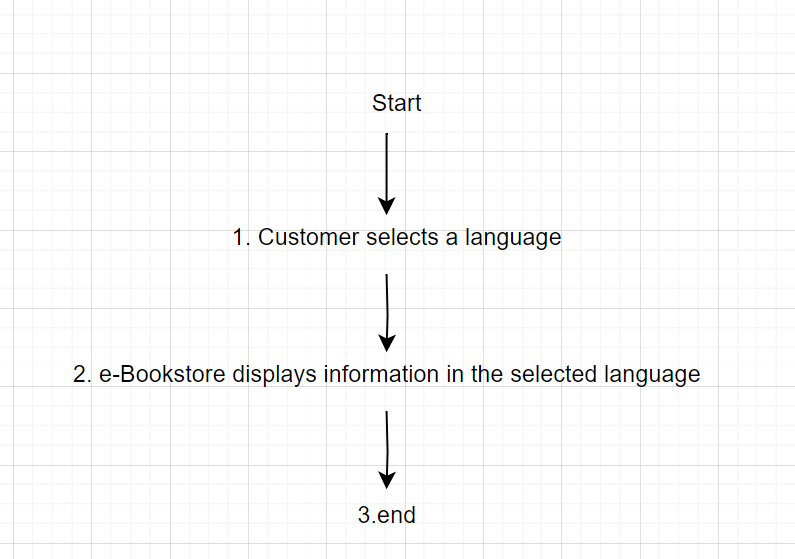 Start
1. Customer selects a language
2. e-Bookstore displays information in the selected language
3.end